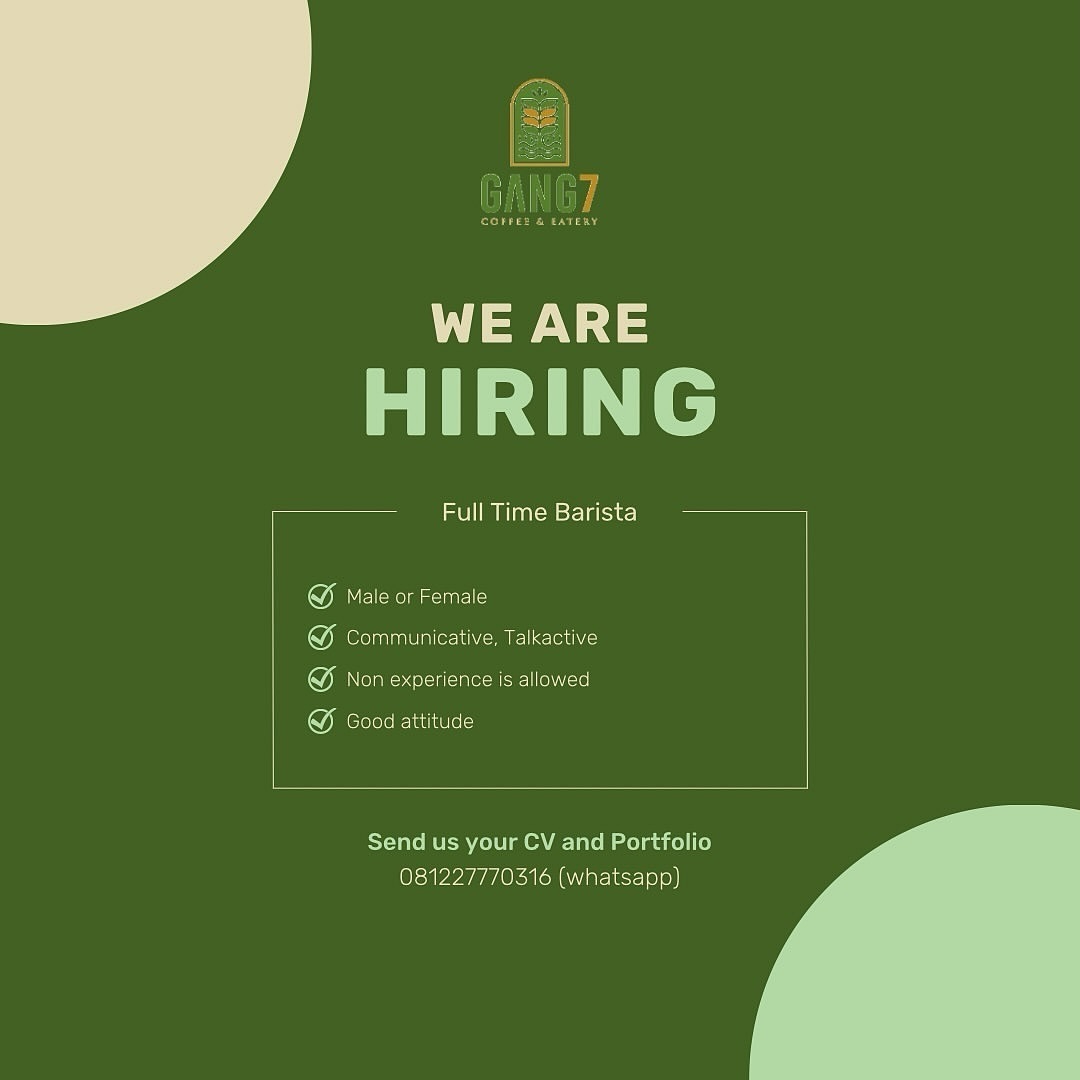 GANG7
COFFEE & EATERY
WE ARE
HIRING
Full Time Barista
Male or Female
Communicative, Talkactive
Non experience is allowed
Good attitude
Send us your CV and Portfolio
081227770316 (whatsapp)